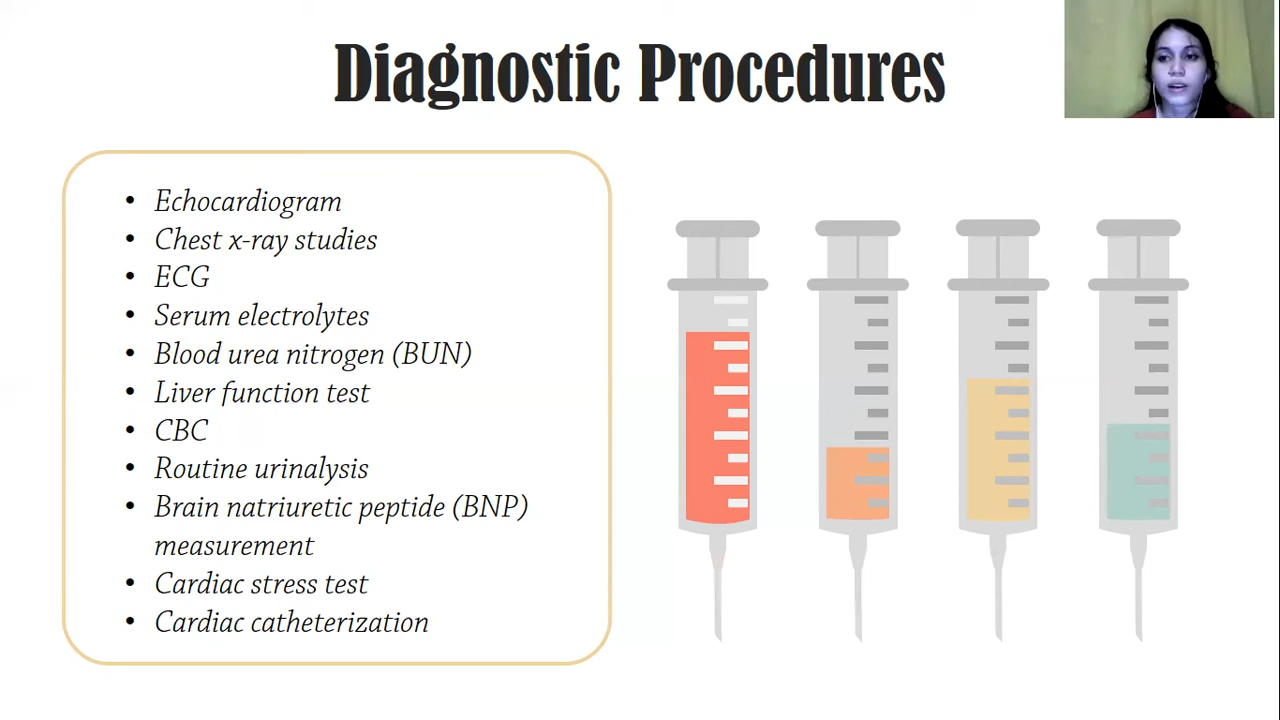 Diagnostic Procedures
• Echocardiogram
• Chest x-ray studies
• ECG
• Serum electrolytes
• Blood urea nitrogen (BUN)
• Liver function test
• CBC
• Routine urinalysis
• Brain natriuretic peptide (BNP)
measurement
• Cardiac stress test
• Cardiac catheterization